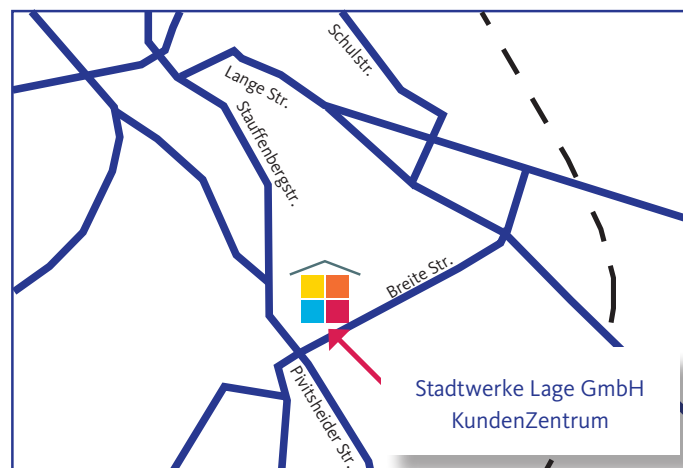 Schulstr.
Lange Str.
Stauffenbergstr.
Breite Str.
Pivitsheider Str.
Stadtwerke Lage GmbH
KundenZentrum